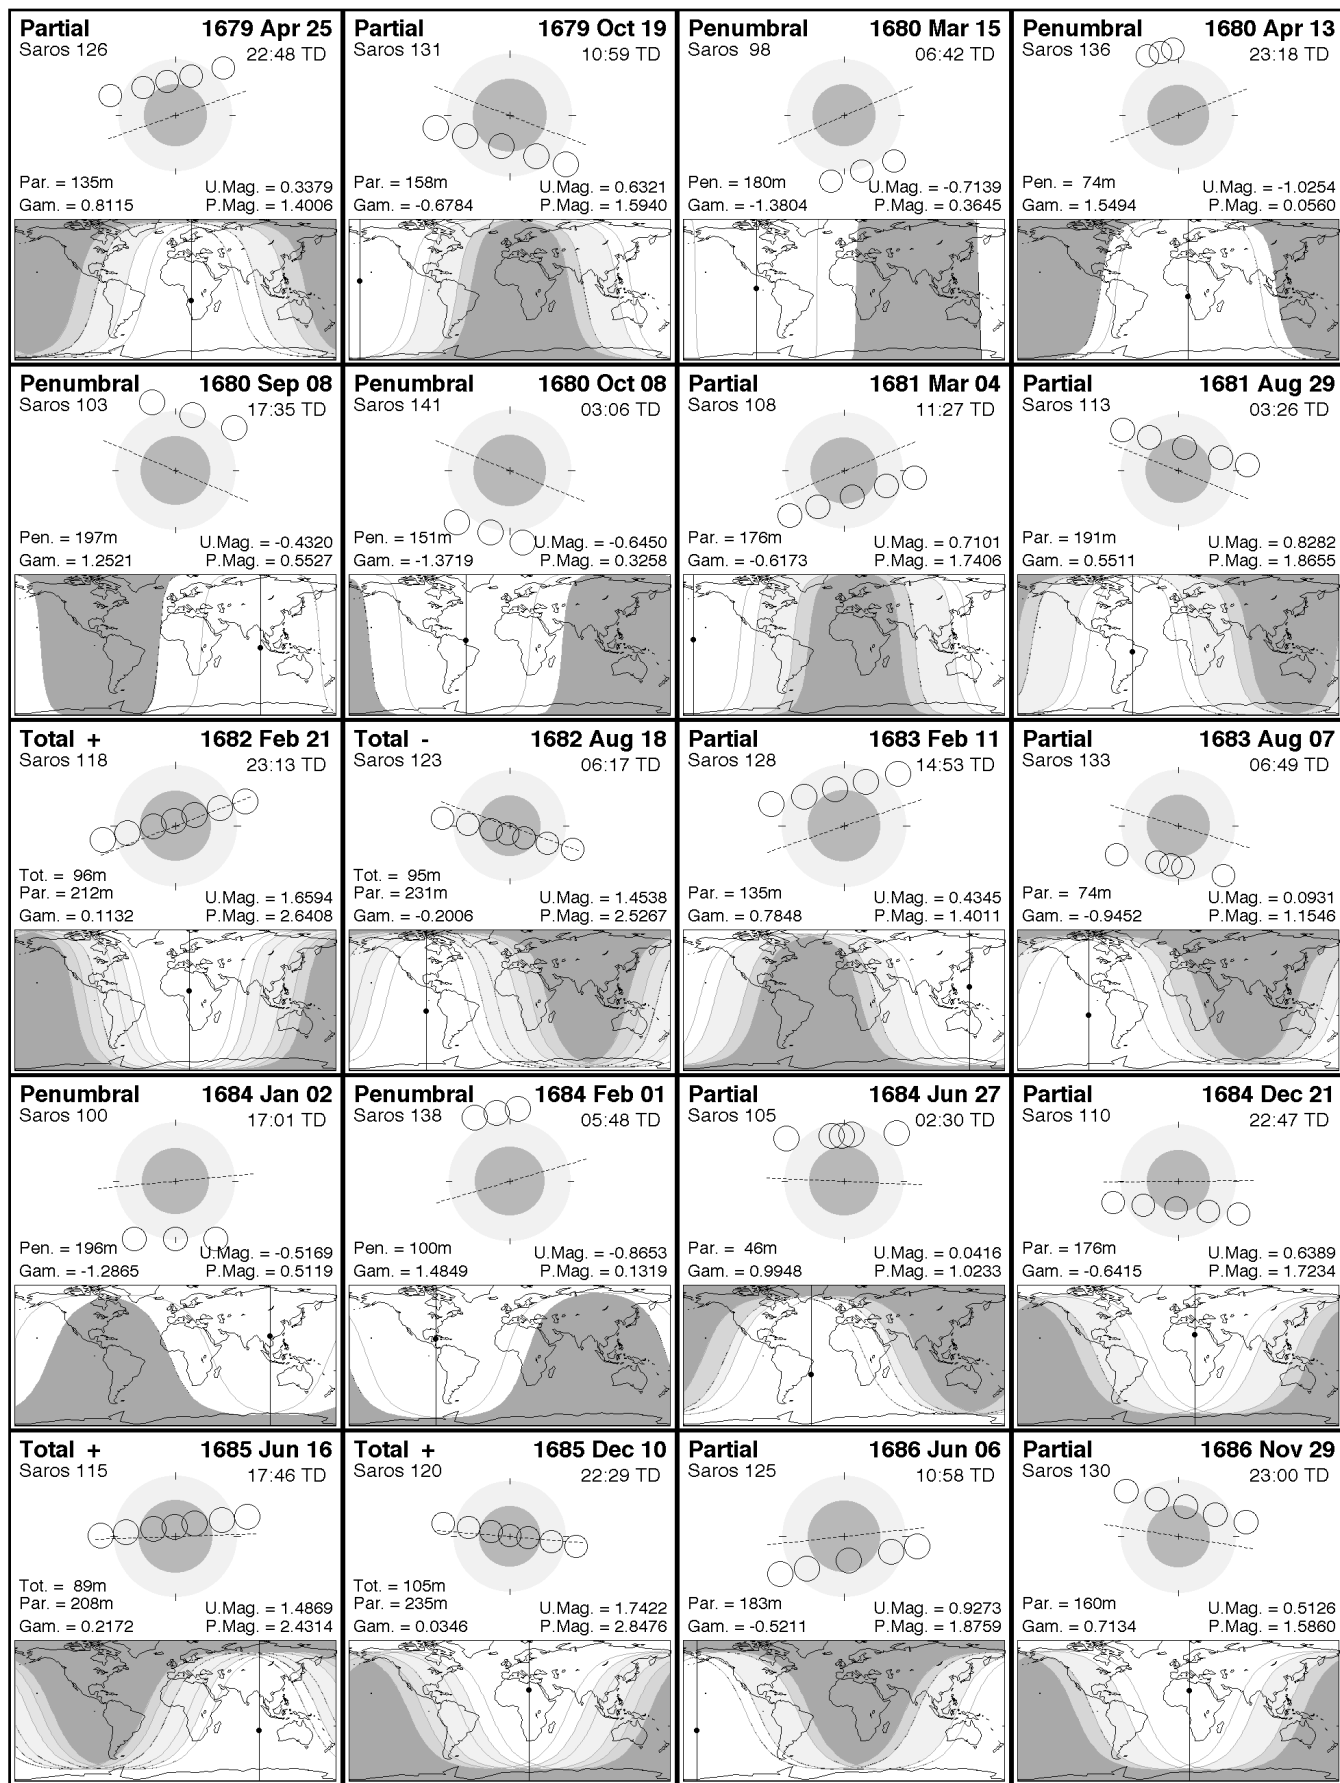 Partial 1679 Apr 25
Saros 126 22:48 TD
Par. = 135m U.Mag. = 0.3379
Gam. = 0.8115 P.Mag. = 1.4006
Partial 1679 Oct 19
Saros 131 10:59 TD
Par. = 158m U.Mag. = 0.6321
Gam. = -0.6784 P.Mag. = 1.5940
Penumbral 1680 Mar 15
Saros 98 06:42 TD
Pen. = 180m U.Mag. = -0.7139
Gam. = -1.3804 P.Mag. = 0.3645
Penumbral 1680 Apr 13
Saros 136 23:18 TD
Pen. = 74m U.Mag. = -1.0254
Gam. = 1.5494 P.Mag. = 0.0560
Penumbral 1680 Sep 08
Saros 103 17:35 TD
Pen. = 197m U.Mag. = -0.4320
Gam. = 1.2521 P.Mag. = 0.5527
Penumbral 1680 Oct 08
Saros 141 03:06 TD
Pen. = 151m U.Mag. = -0.6450
Gam. = -1.3719 P.Mag. = 0.3258
Partial 1681 Mar 04
Saros 108 11:27 TD
Par. = 176m U.Mag. = 0.7101
Gam. = -0.6173 P.Mag. = 1.7406
Partial 1681 Aug 29
Saros 113 03:26 TD
Par. = 191m U.Mag. = 0.8282
Gam. = 0.5511 P.Mag. = 1.8655
Total + 1682 Feb 21
Saros 118 23:13 TD
Tot. = 96m
Par. = 212m U.Mag. = 1.6594
Gam. = 0.1132 P.Mag. = 2.6408
Total - 1682 Aug 18
Saros 123 06:17 TD
Tot. = 95m
Par. = 231m U.Mag. = 1.4538
Gam. = -0.2006 P.Mag. = 2.5267
Partial 1683 Feb 11
Saros 128 14:53 TD
Par. = 135m U.Mag. = 0.4345
Gam. = 0.7848 P.Mag. = 1.4011
Partial 1683 Aug 07
Saros 133 06:49 TD
Par. = 74m U.Mag. = 0.0931
Gam. = -0.9452 P.Mag. = 1.1546
Penumbral 1684 Jan 02
Saros 100 17:01 TD
Pen. = 196m U.Mag. = -0.5169
Gam. = -1.2865 P.Mag. = 0.5119
Penumbral 1684 Feb 01
Saros 138 05:48 TD
Pen. = 100m U.Mag. = -0.8653
Gam. = 1.4849 P.Mag. = 0.1319
Partial 1684 Jun 27
Saros 105 02:30 TD
Par. = 46m U.Mag. = 0.0416
Gam. = 0.9948 P.Mag. = 1.0233
Partial 1684 Dec 21
Saros 110 22:47 TD
Par. = 176m U.Mag. = 0.6389
Gam. = -0.6415 P.Mag. = 1.7234
Total + 1685 Jun 16
Saros 115 17:46 TD
Tot. = 89m
Par. = 208m U.Mag. = 1.4869
Gam. = 0.2172 P.Mag. = 2.4314
Total + 1685 Dec 10
Saros 120 22:29 TD
Tot. = 105m
Par. = 235m U.Mag. = 1.7422
Gam. = 0.0346 P.Mag. = 2.8476
Partial 1686 Jun 06
Saros 125 10:58 TD
Par. = 183m U.Mag. = 0.9273
Gam. = -0.5211 P.Mag. = 1.8759
Partial 1686 Nov 29
Saros 130 23:00 TD
Par. = 160m U.Mag. = 0.5126
Gam. = 0.7134 P.Mag. = 1.5860